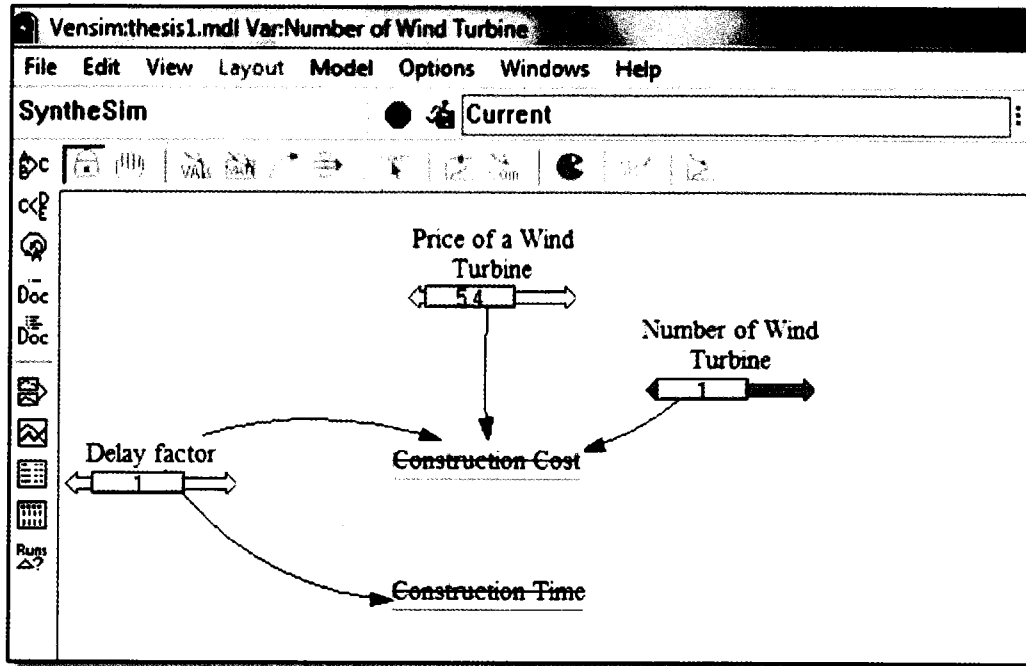 Vensim:thesis1.mdl Var:Number of Wind Turbine
File Edit View Layout Model Options Windows Help
SyntheSim
Current
Doc
Doc
Runs
Price of a Wind
Turbine
5.4
Number of Wind
Turbine
1
Delay factor
1
Construction Cost
Construction Time